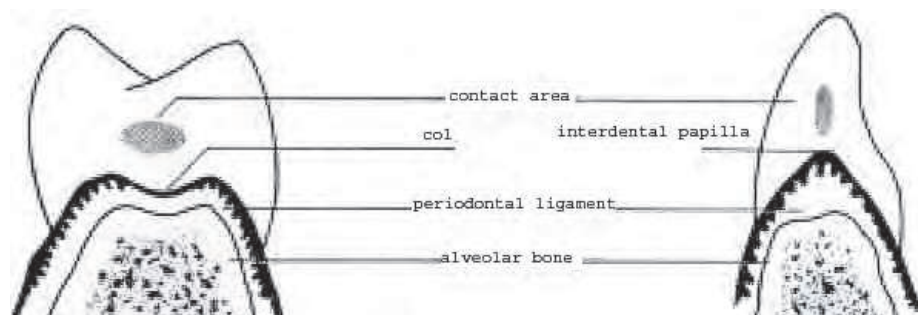 contact area
col
interdental papilla
periodontal ligament
alveolar bone